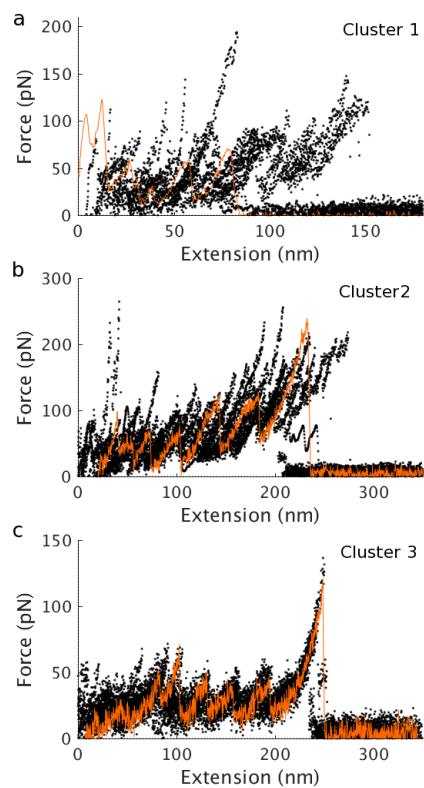 a
Cluster 1
200
150
100
50
0
Force (pN)
0 50 100 150
Extension (nm)
b
Cluster2
300
200
100
0
Force (pN)
0 100 200 300
Extension (nm)
c
Cluster 3
150
100
50
0
Force (pN)
0 100 200 300
Extension (nm)